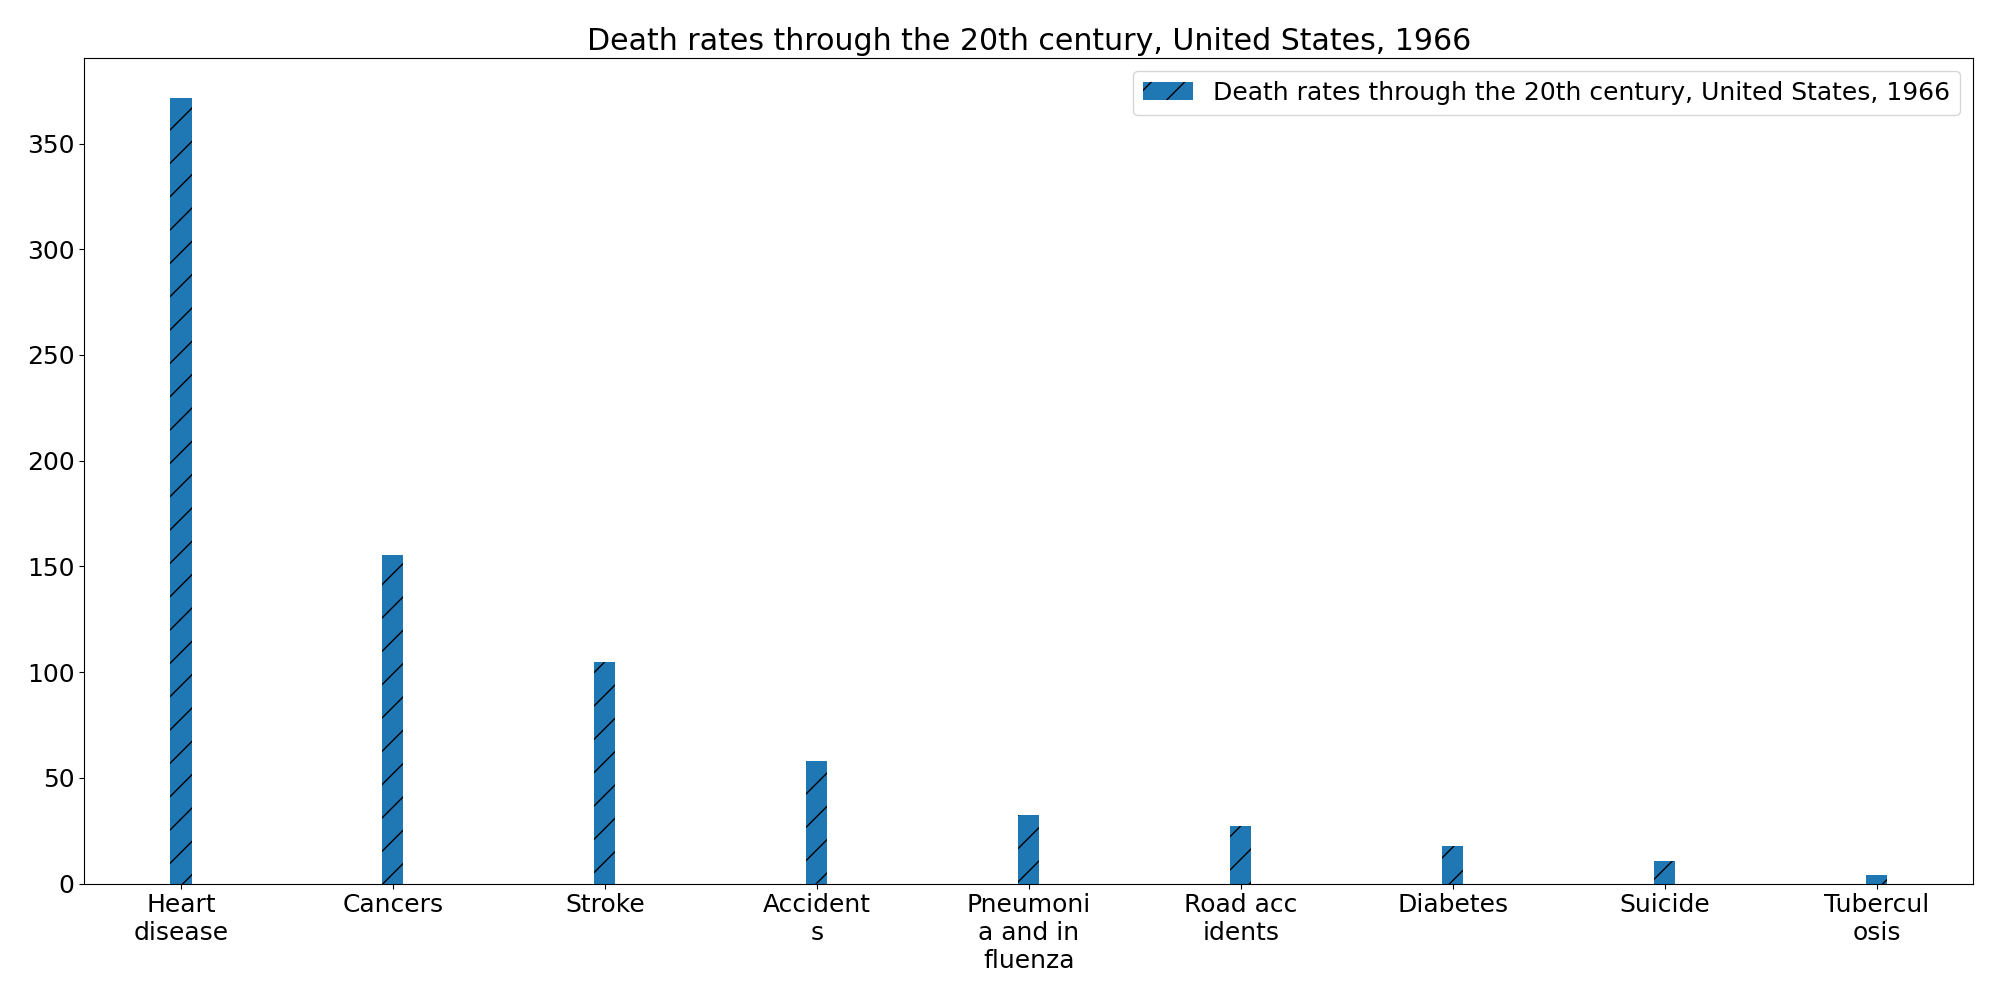 Death rates through the 20th century, United States, 1966
Death rates through the 20th century, United States, 1966
350
300
250
200
150
100
50
0
Heart
disease
Cancers
Stroke
Accident
s
Pneumoni
a and in
fluenza
Road acc
idents
Diabetes
Suicide
Tubercul
osis